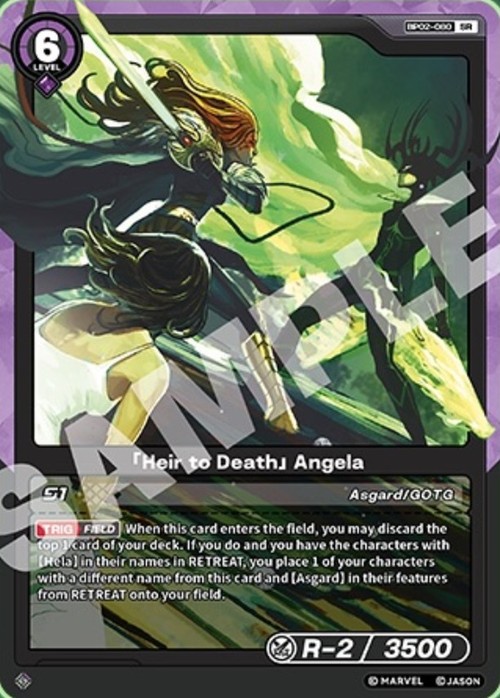 BP02-080 SR
6
LEVEL
SAMPLE
「Heir to Death」 Angela
S1
Asgard/GOTG
TRIG FIELD When this card enters the field, you may discard the
top 1 card of your deck. If you do and you have the characters with
[Hela] in their names in RETREAT, you place 1 of your characters
with a different name from this card and [Asgard] in their features
from RETREAT onto your field.
R-2 / 3500
© MARVEL © JASON